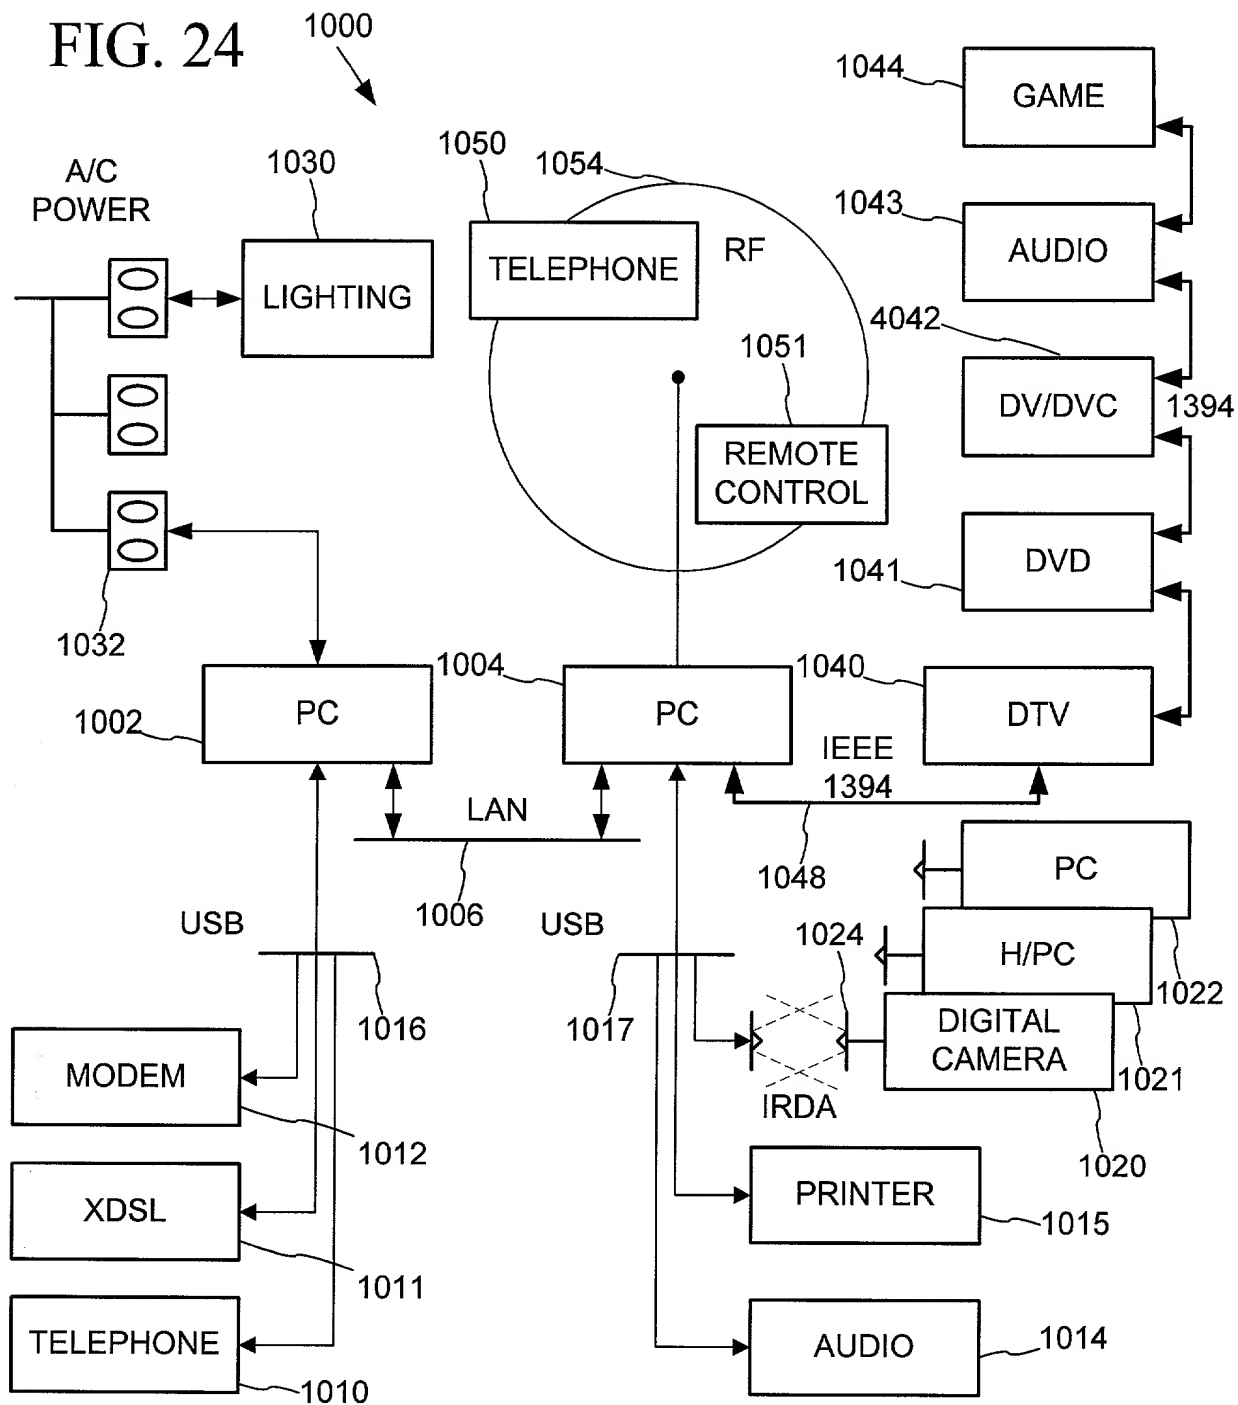 FIG. 24
1000
1044
GAME
1050
1054
A/C
POWER
1030
1043
AUDIO
TELEPHONE
RF
LIGHTING
4042
1051
DV/DVC
1394
REMOTE
CONTROL
DVD
1041
1032
1004
1040
PC
PC
DTV
1002
IEEE
1394
LAN
1048
PC
1006
USB
USB
1024
H/PC
1022
1016
1017
DIGITAL
CAMERA
MODEM
1021
IRDA
1012
1020
PRINTER
XDSL
1015
1011
TELEPHONE
AUDIO
1014
1010